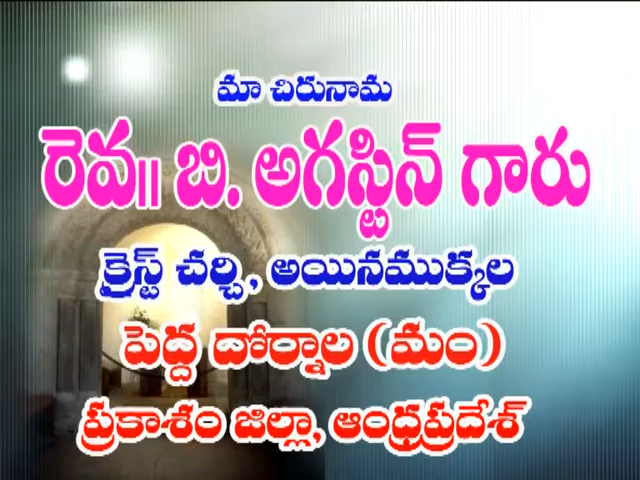 మా చిరునామ
రెవ॥ బి. అగస్టిన్ గారు
క్రైస్ట్ చర్చి, అయినముక్కల
పెద్ద దోర్నాల (మం)
ప్రకాశం జిల్లా, ఆంధ్రప్రదేశ్